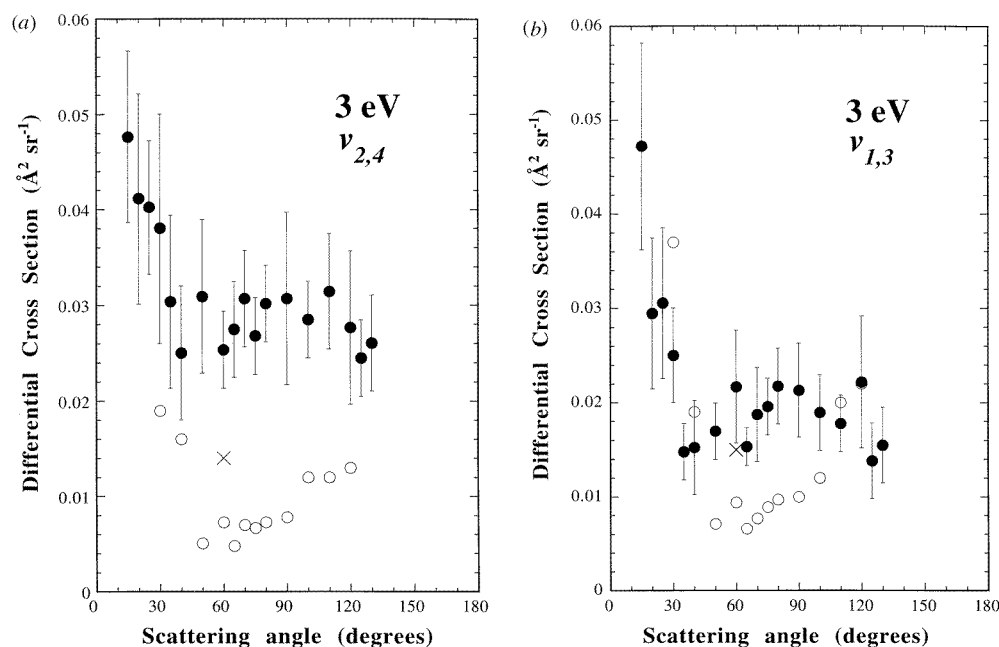 (a)
0.06
0.05
0.04
0.03
0.02
0.01
0
0 30 60 90 120 150 180
Differential Cross Section (Å² sr⁻¹)
Scattering angle (degrees)
3 eV
ν2,4
(b)
0.06
0.05
0.04
0.03
0.02
0.01
0
0 30 60 90 120 150 180
Differential Cross Section (Å² sr⁻¹)
Scattering angle (degrees)
3 eV
ν1,3